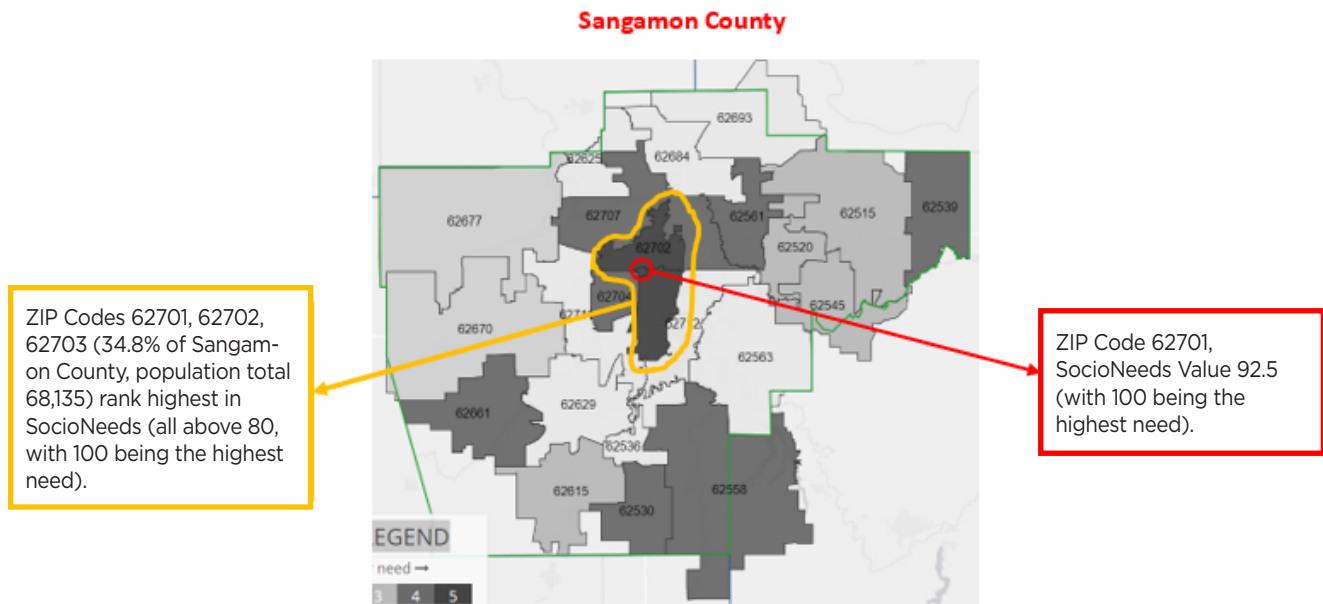 Sangamon County
62693
62625
62684
62677
62707
62561
62515
62539
62702
62520
62704
62545
62670
62563
62661
62629
62536
62615
62530
62558
ZIP Codes 62701, 62702,
62703 (34.8% of Sangam-
on County, population total
68,135) rank highest in
SocioNeeds (all above 80,
with 100 being the highest
need).
ZIP Code 62701,
SocioNeeds Value 92.5
(with 100 being the
highest need).
EGEND
need →
3 4 5